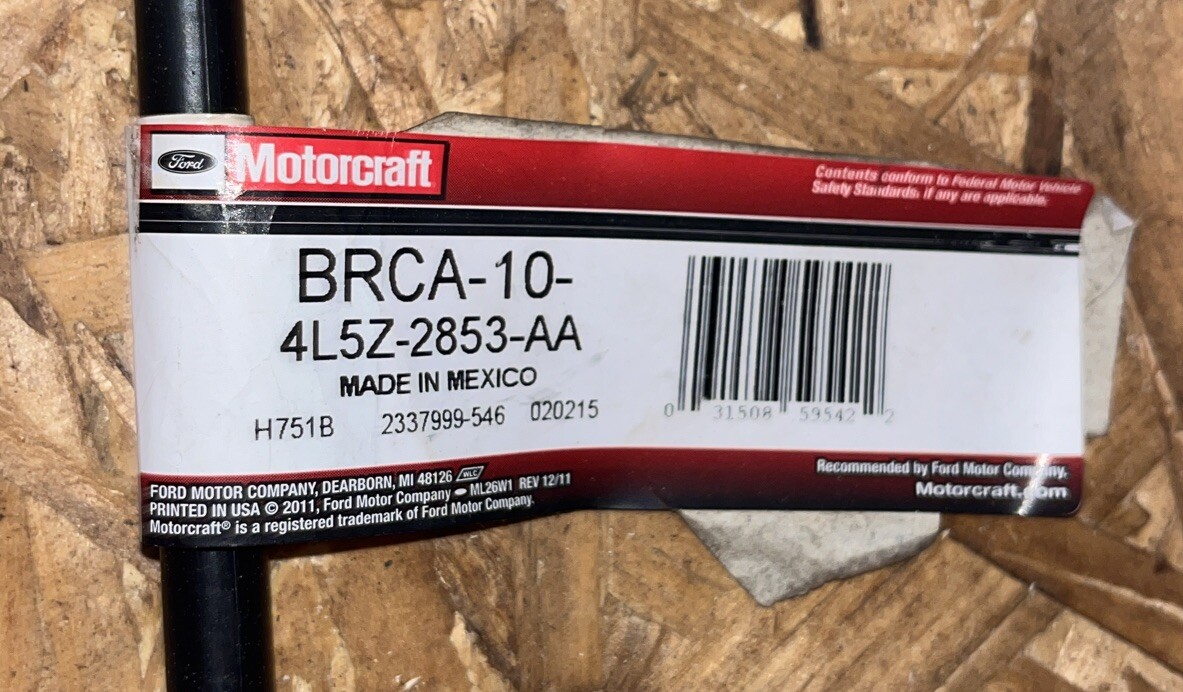 Ford Motorcraft
Contents conform to Federal Motor Vehicle
Safety Standards, if any are applicable.
BRCA-10-
4L5Z-2853-AA
MADE IN MEXICO
H751B 2337999-546 020215
0 31508 59542 2
FORD MOTOR COMPANY, DEARBORN, MI 48126 WLC
PRINTED IN USA © 2011, Ford Motor Company ML26W1 REV 12/11
Motorcraft® is a registered trademark of Ford Motor Company.
Recommended by Ford Motor Company.
Motorcraft.com